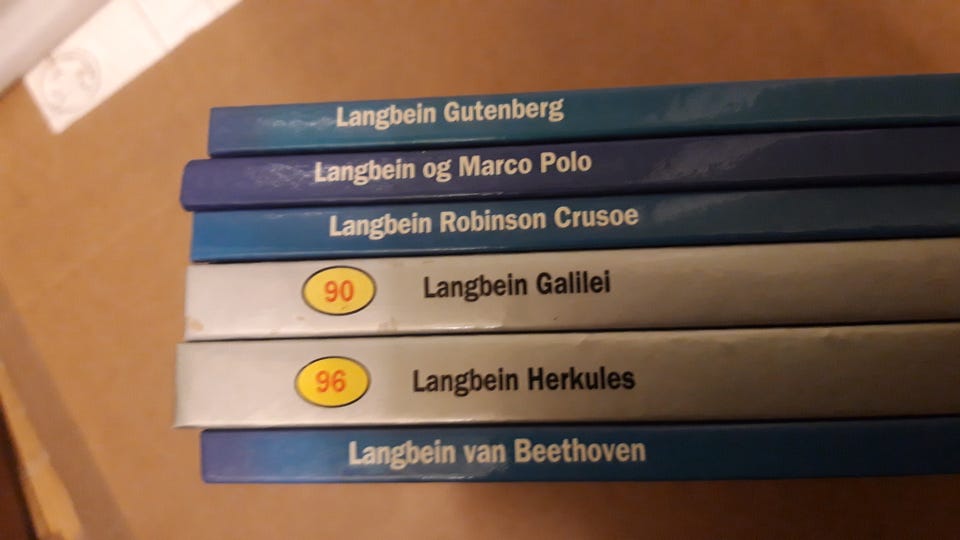 Langbein Gutenberg
Langbein og Marco Polo
Langbein Robinson Crusoe
90 Langbein Galilei
96 Langbein Herkules
Langbein van Beethoven